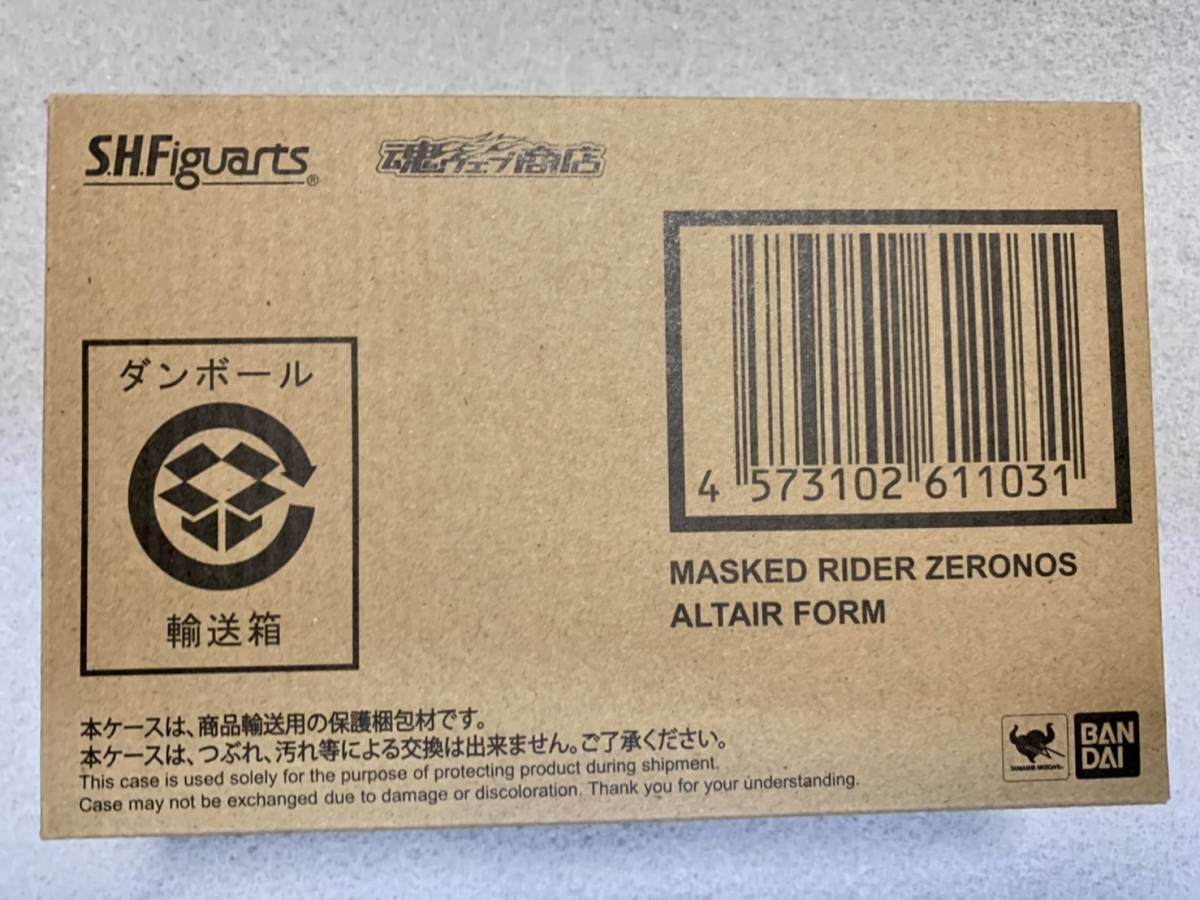 S.H.Figuarts®
魂ウェブ商店
4 573102 611031
MASKED RIDER ZERONOS
ALTAIR FORM
ダンボール
輸送箱
本ケースは、商品輸送用の保護梱包材です。
本ケースは、つぶれ、汚れ等による交換は出来ません。ご了承ください。
This case is used solely for the purpose of protecting product during shipment.
Case may not be exchanged due to damage or discoloration. Thank you for your understanding.
TAMASHII NATIONS
BAN
DAI